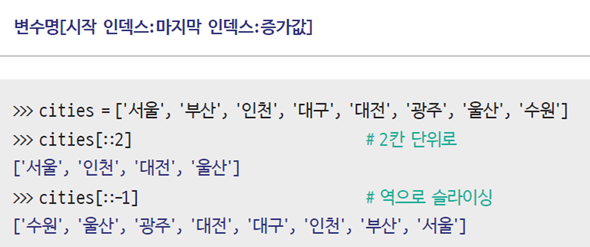 변수명[시작 인덱스:마지막 인덱스:증가값]
>>> cities = ['서울', '부산', '인천', '대구', '대전', '광주', '울산', '수원']
>>> cities[::2] # 2칸 단위로
['서울', '인천', '대전', '울산']
>>> cities[::-1] # 역으로 슬라이싱
['수원', '울산', '광주', '대전', '대구', '인천', '부산', '서울']